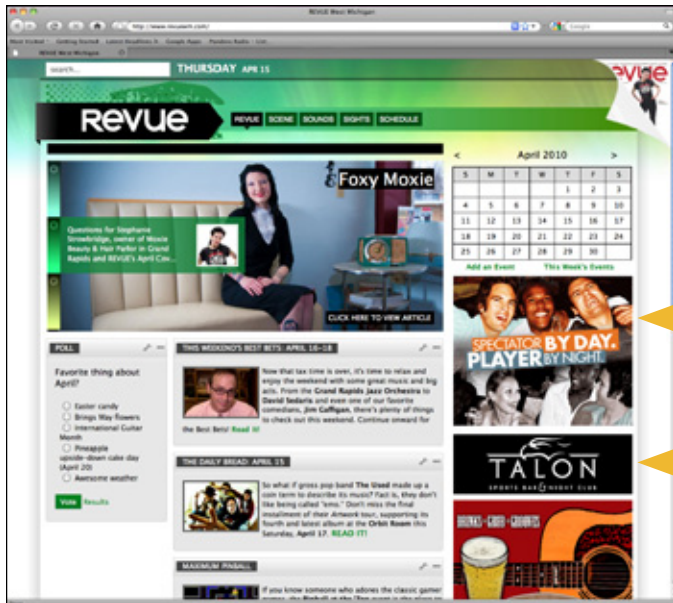 REVUE West Michigan
http://www.revuewm.com/
Google
Most Visited
Getting Started
Latest Headlines
Google Apps
Pandora Radio - List...
REVUE West Michigan
search...
THURSDAY APR 15
REVUE
REVUE
REVUE SCENE SOUNDS SIGHTS SCHEDULE
Foxy Moxie
Questions for Stephanie
Strowbridge, owner of Moxie
Beauty & Hair Parlor in Grand
Rapids and REVUE's April Cov...
CLICK HERE TO VIEW ARTICLE
< April 2010 >
S M T W T F S
1 2 3
4 5 6 7 8 9 10
11 12 13 14 15 16 17
18 19 20 21 22 23 24
25 26 27 28 29 30
Add an Event This Week's Events
SPECTATOR BY DAY.
PLAYER BY NIGHT.
TALON
SPORTS BAR & NIGHT CLUB
POLL
Favorite thing about
April?
Easter candy
Brings May flowers
International Guitar
Month
Pineapple
upside-down cake day
(April 20)
Awesome weather
Vote Results
THIS WEEKEND'S BEST BETS: APRIL 16-18
Now that tax time is over, it's time to relax and
enjoy the weekend with some great music and big
acts. From the Grand Rapids Jazz Orchestra to
David Sedaris and even one of our favorite
comedians, Jim Gaffigan, there's plenty of things
to check out this weekend. Continue onward for
the Best Bets! Read it!
THE DAILY BREAD: APRIL 15
So what if gross pop band The Used made up a
coin term to describe its music? Fact is, they don't
like being called "emo." Don't miss the final
installment of their Artwork tour, supporting its
fourth and latest album at the Orbit Room this
Saturday, April 17. READ IT!
MAXIMUM PINBALL
If you know someone who adores the classic gamer